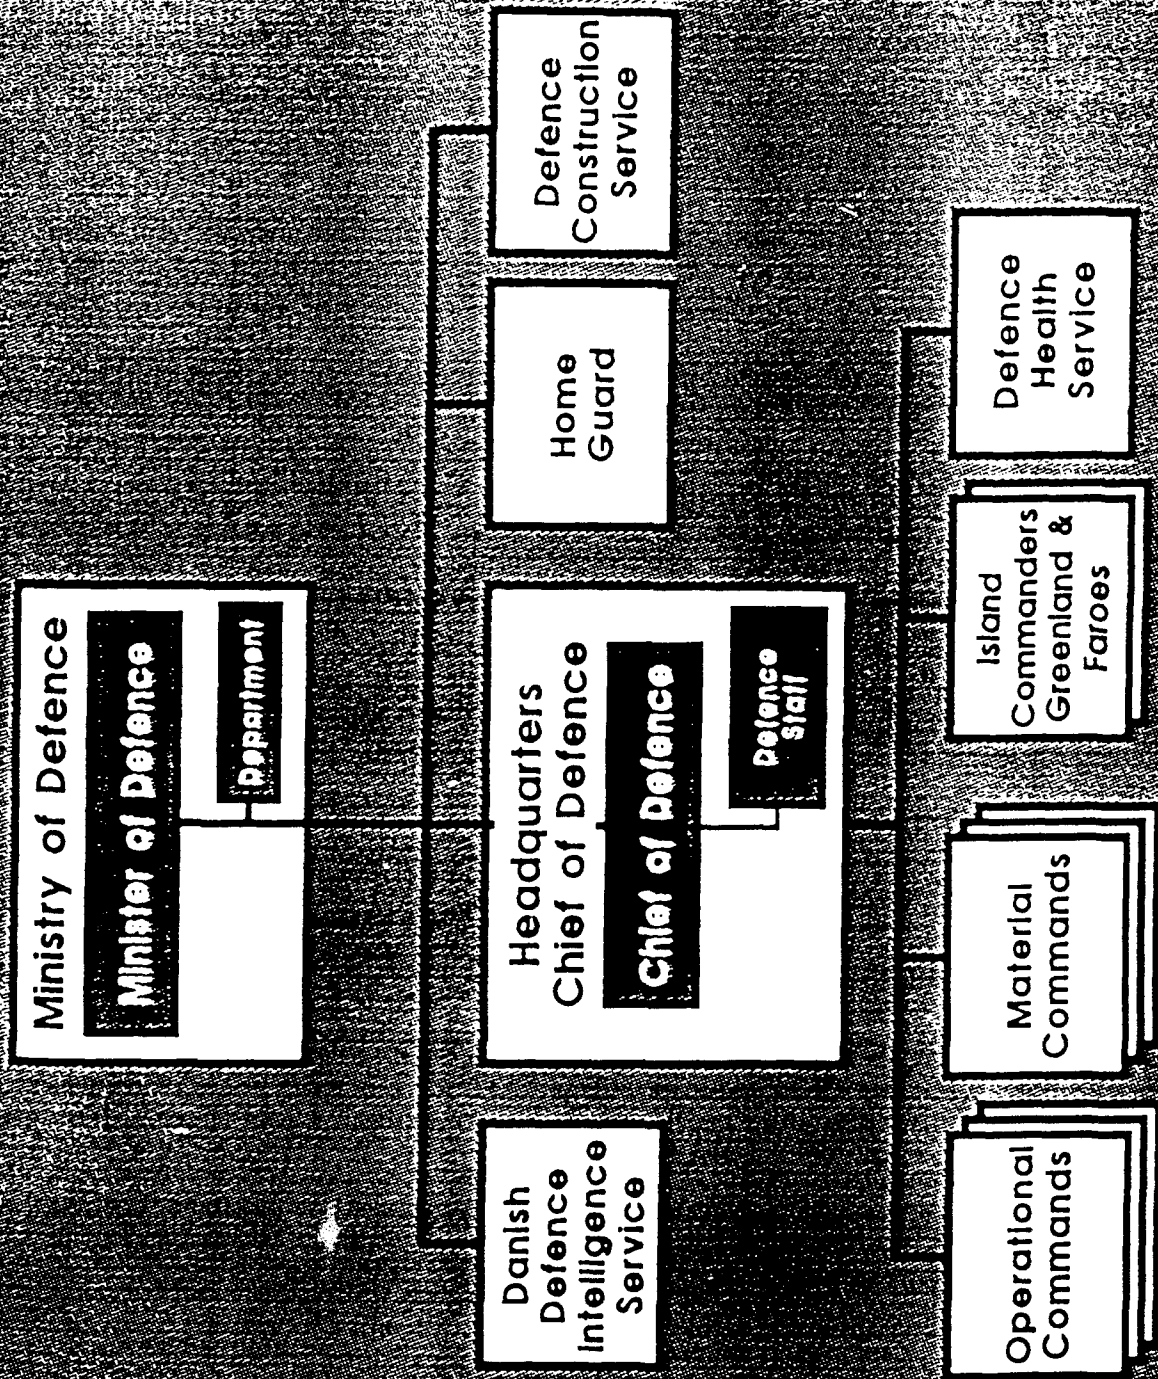 Ministry of Defence
Minister of Defence
Department
Danish
Defence
Intelligence
Service
Headquarters
Chief of Defence
Chief of Defence
Defence
Staff
Home
Guard
Defence
Construction
Service
Operational
Commands
Material
Commands
Island
Commanders
Greenland &
Faroes
Defence
Health
Service